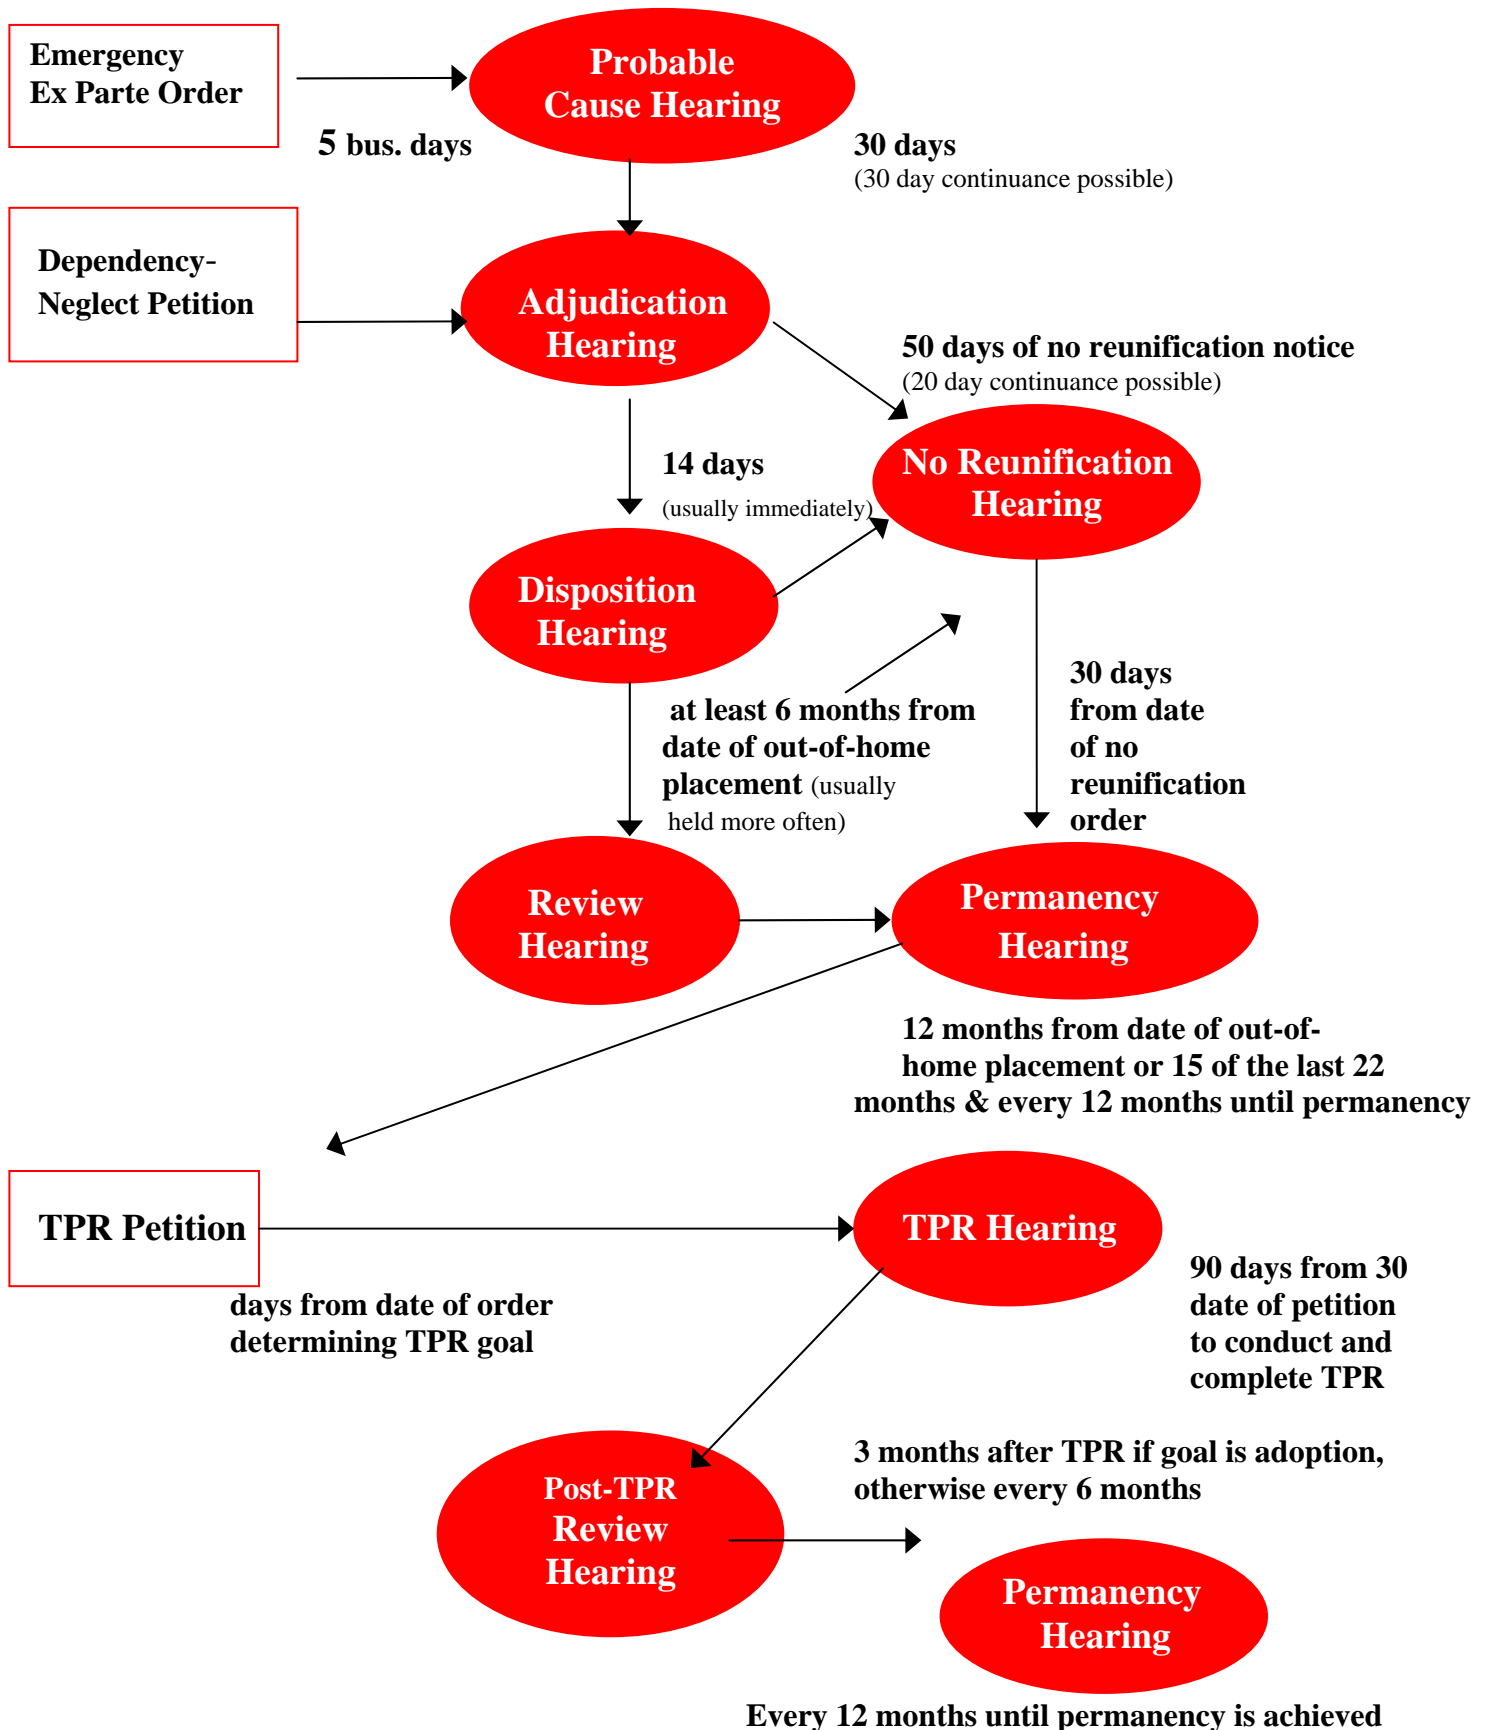 Emergency
Ex Parte Order
Probable
Cause Hearing
5 bus. days
30 days
(30 day continuance possible)
Dependency-
Neglect Petition
Adjudication
Hearing
50 days of no reunification notice
(20 day continuance possible)
14 days
(usually immediately)
No Reunification
Hearing
Disposition
Hearing
at least 6 months from
date of out-of-home
placement (usually
held more often)
30 days
from date
of no
reunification
order
Review
Hearing
Permanency
Hearing
12 months from date of out-of-
home placement or 15 of the last 22
months & every 12 months until permanency
TPR Petition
TPR Hearing
days from date of order
determining TPR goal
90 days from 30
date of petition
to conduct and
complete TPR
3 months after TPR if goal is adoption,
otherwise every 6 months
Post-TPR
Review
Hearing
Permanency
Hearing
Every 12 months until permanency is achieved